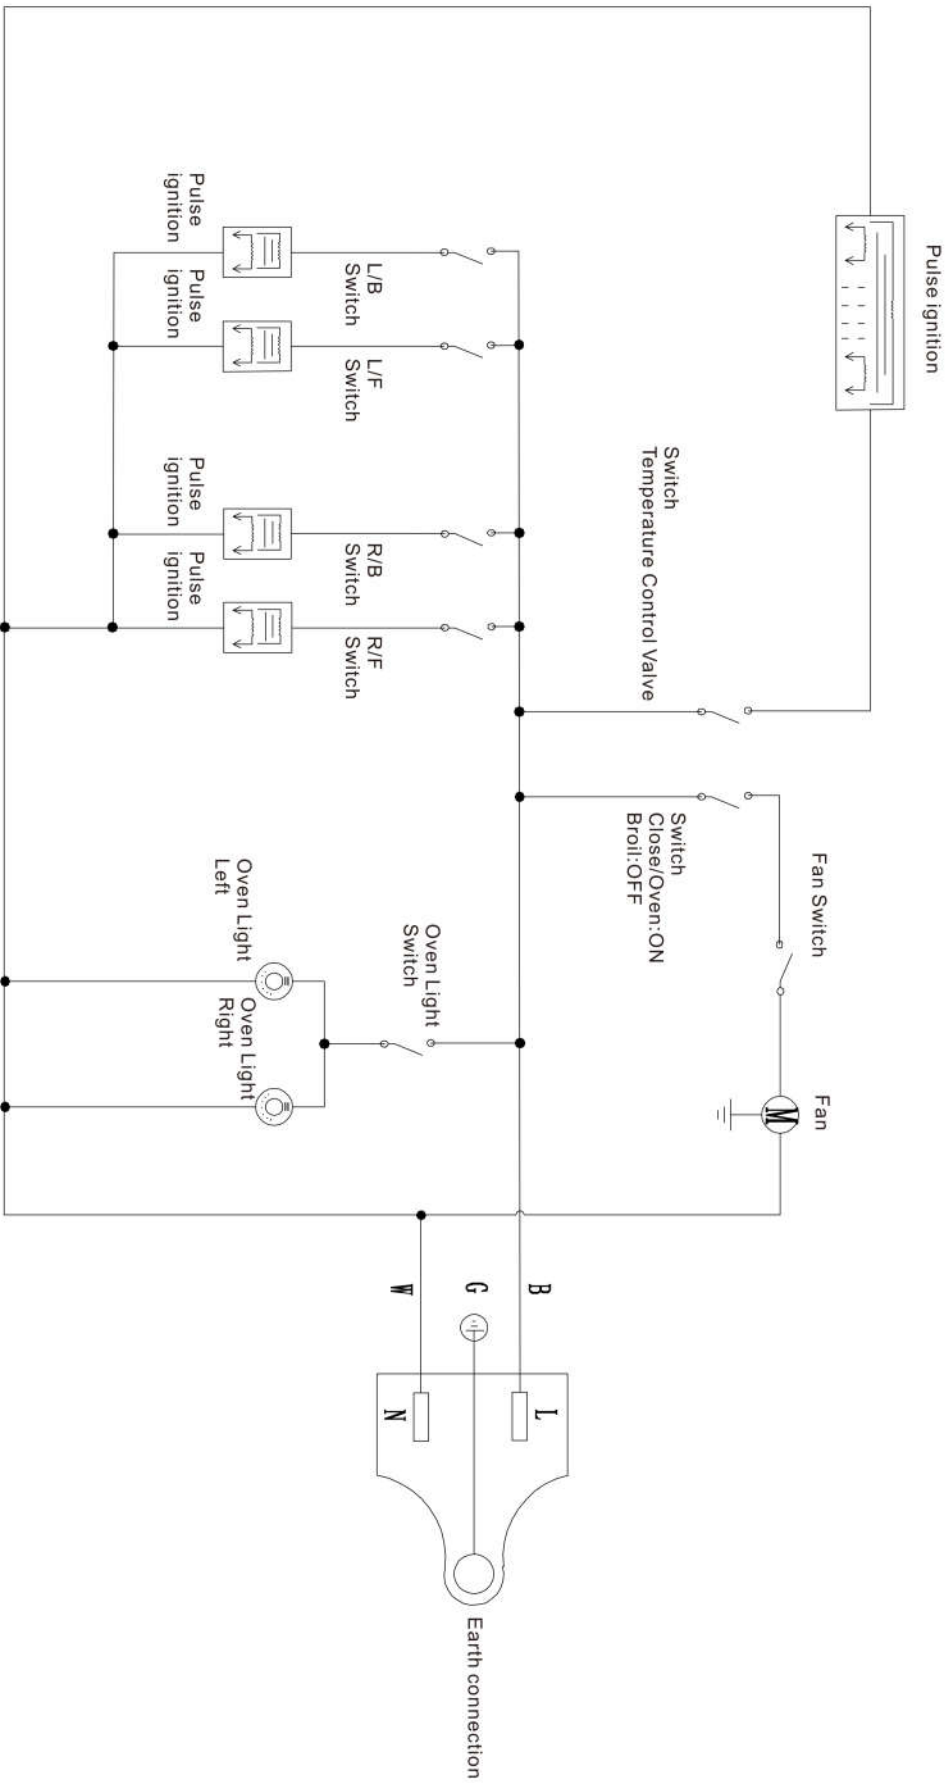 Pulse ignition
Pulse
ignition
Pulse
ignition
Pulse
ignition
Pulse
ignition
L/B
Switch
L/F
Switch
R/B
Switch
R/F
Switch
Switch
Temperature Control Valve
Switch
Close/Oven:ON
Broil:OFF
Fan Switch
Fan
M
Oven Light
Switch
Oven Light
Left
Oven Light
Right
B
G
W
L
N
Earth connection